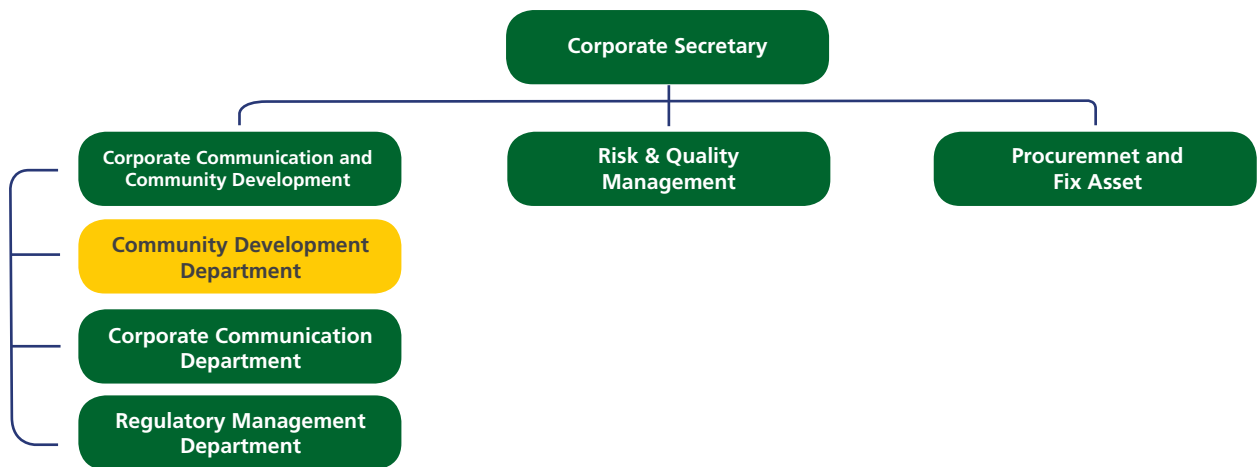 Corporate Secretary
Corporate Communication and
Community Development
Risk & Quality
Management
Procuremnet and
Fix Asset
Community Development
Department
Corporate Communication
Department
Regulatory Management
Department